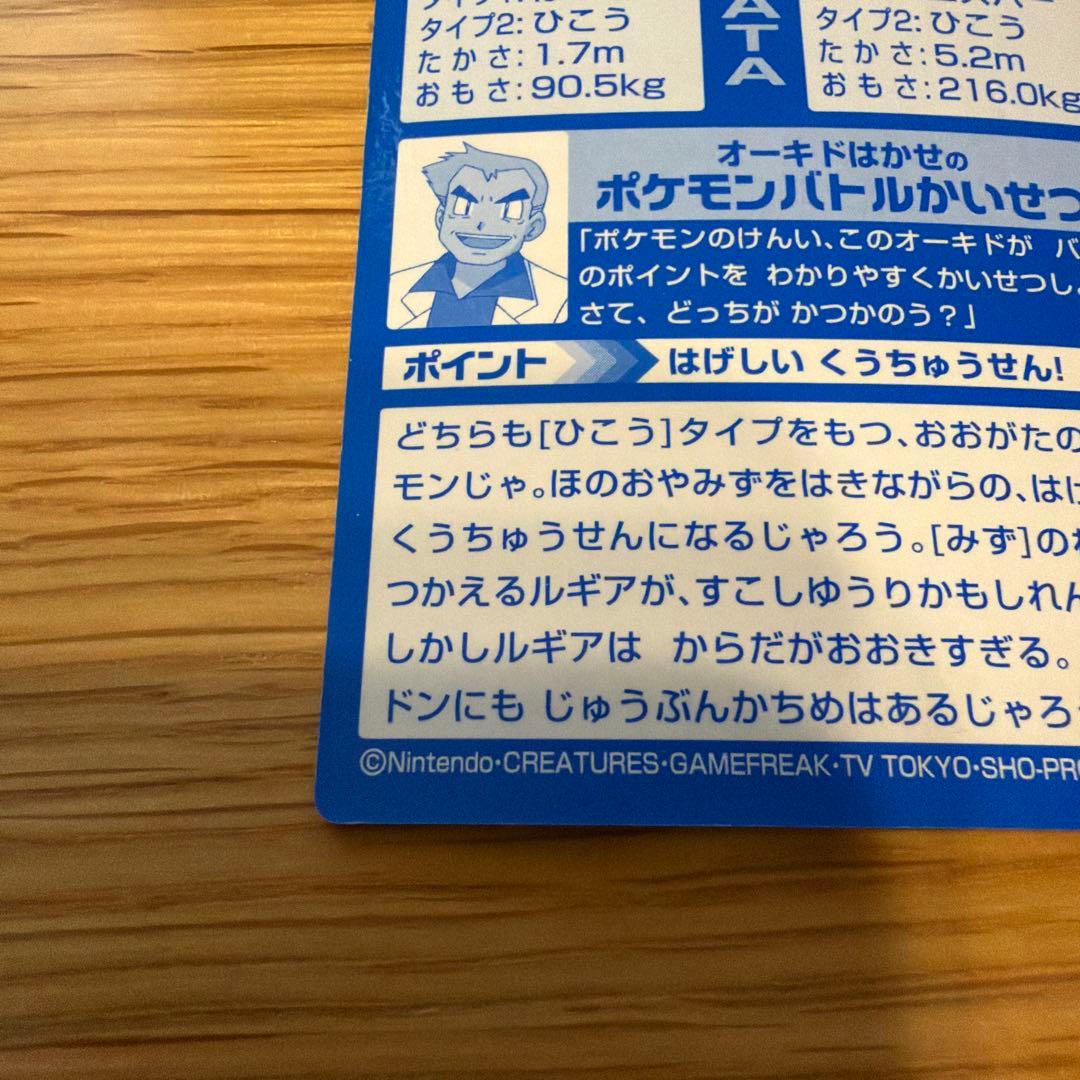 タイプ2:ひこう
たかさ:1.7m
おもさ:90.5kg
ATA
タイプ2:ひこう
たかさ:5.2m
おもさ:216.0kg
オーキドはかせの
ポケモンバトルかいせつ
「ポケモンのけんい、このオーキドが バ
のポイントを わかりやすくかいせつし
さて、どっちが かつかのう?」
ポイント
はげしい くうちゅうせん!
どちらも[ひこう]タイプをもつ、おおがたの
モンじゃ。ほのおやみずをはきながらの、はげ
くうちゅうせんになるじゃろう。[みず]の
つかえるルギアが、すこしゆうりかもしれん
しかしルギアは からだがおおきすぎる。
ドンにも じゅうぶんかちめはあるじゃろ
©Nintendo・CREATURES・GAMEFREAK・TV TOKYO・SHO-PRO